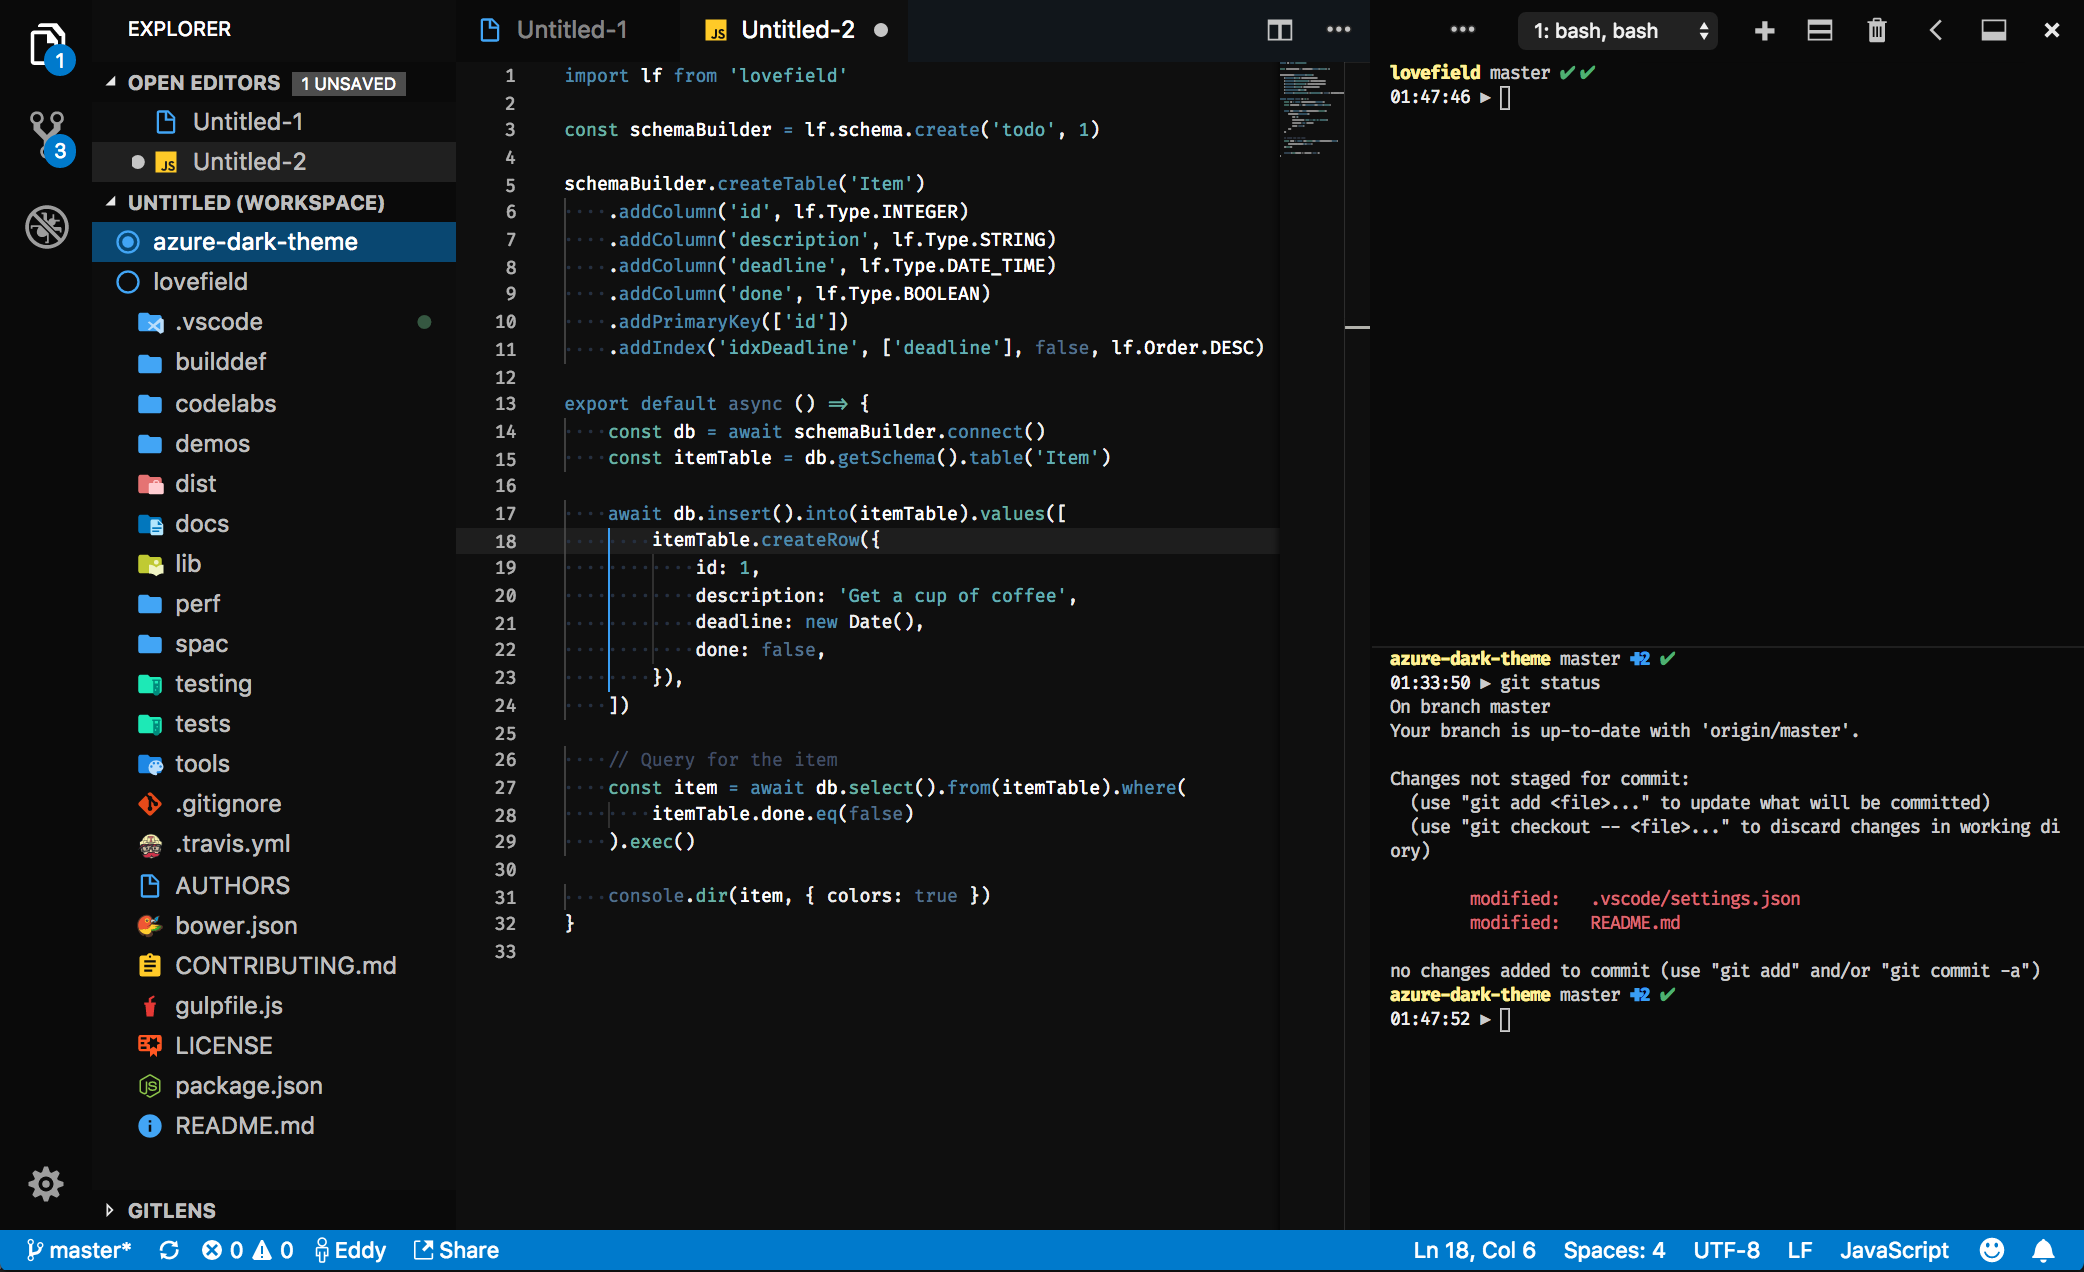 EXPLORER
OPEN EDITORS 1 UNSAVED
Untitled-1
Untitled-2
UNTITLED (WORKSPACE)
azure-dark-theme
lovefield
.vscode
builddef
codelabs
demos
dist
docs
lib
perf
spac
testing
tests
tools
.gitignore
.travis.yml
AUTHORS
bower.json
CONTRIBUTING.md
gulpfile.js
LICENSE
package.json
README.md
GITLENS
1
3
Untitled-1
JS Untitled-2
1 import lf from 'lovefield'
2
3 const schemaBuilder = lf.schema.create('todo', 1)
4
5 schemaBuilder.createTable('Item')
6 .addColumn('id', lf.Type.INTEGER)
7 .addColumn('description', lf.Type.STRING)
8 .addColumn('deadline', lf.Type.DATE_TIME)
9 .addColumn('done', lf.Type.BOOLEAN)
10 .addPrimaryKey(['id'])
11 .addIndex('idxDeadline', ['deadline'], false, lf.Order.DESC)
12
13 export default async () => {
14 const db = await schemaBuilder.connect()
15 const itemTable = db.getSchema().table('Item')
16
17 await db.insert().into(itemTable).values([
18 itemTable.createRow({
19 id: 1,
20 description: 'Get a cup of coffee',
21 deadline: new Date(),
22 done: false,
23 }),
24 ])
25
26 // Query for the item
27 const item = await db.select().from(itemTable).where(
28 itemTable.done.eq(false)
29 ).exec()
30
31 console.dir(item, { colors: true })
32 }
33
1: bash, bash
lovefield master ✔✔
01:47:46 ▶
azure-dark-theme master ✚2 ✔
01:33:50 ▶ git status
On branch master
Your branch is up-to-date with 'origin/master'.
Changes not staged for commit:
(use "git add <file>..." to update what will be committed)
(use "git checkout -- <file>..." to discard changes in working di
ory)
modified: .vscode/settings.json
modified: README.md
no changes added to commit (use "git add" and/or "git commit -a")
azure-dark-theme master ✚2 ✔
01:47:52 ▶
master* 0 0 Eddy Share
Ln 18, Col 6 Spaces: 4 UTF-8 LF JavaScript